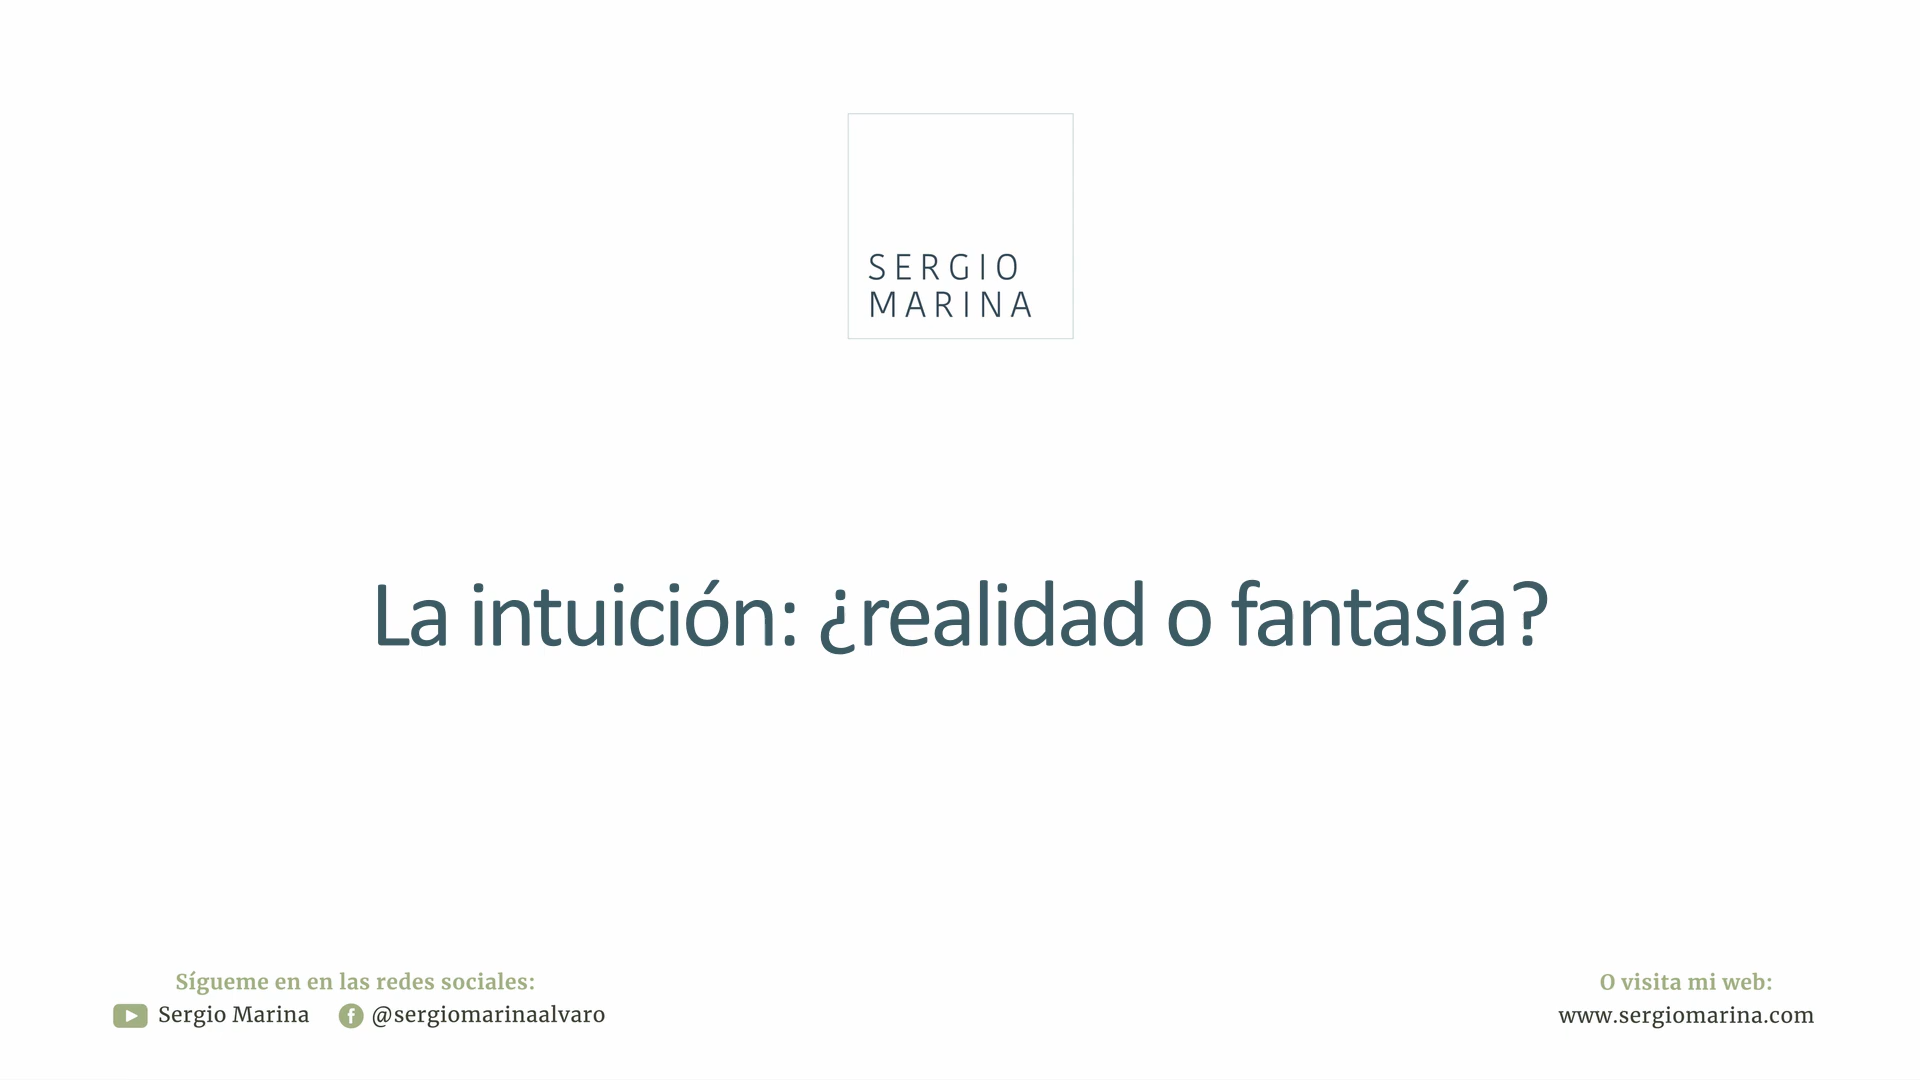 SERGIO
MARINA
La intuición: ¿realidad o fantasía?
Sígueme en en las redes sociales:
Sergio Marina @sergiomarinaalvaro
O visita mi web:
www.sergiomarina.com